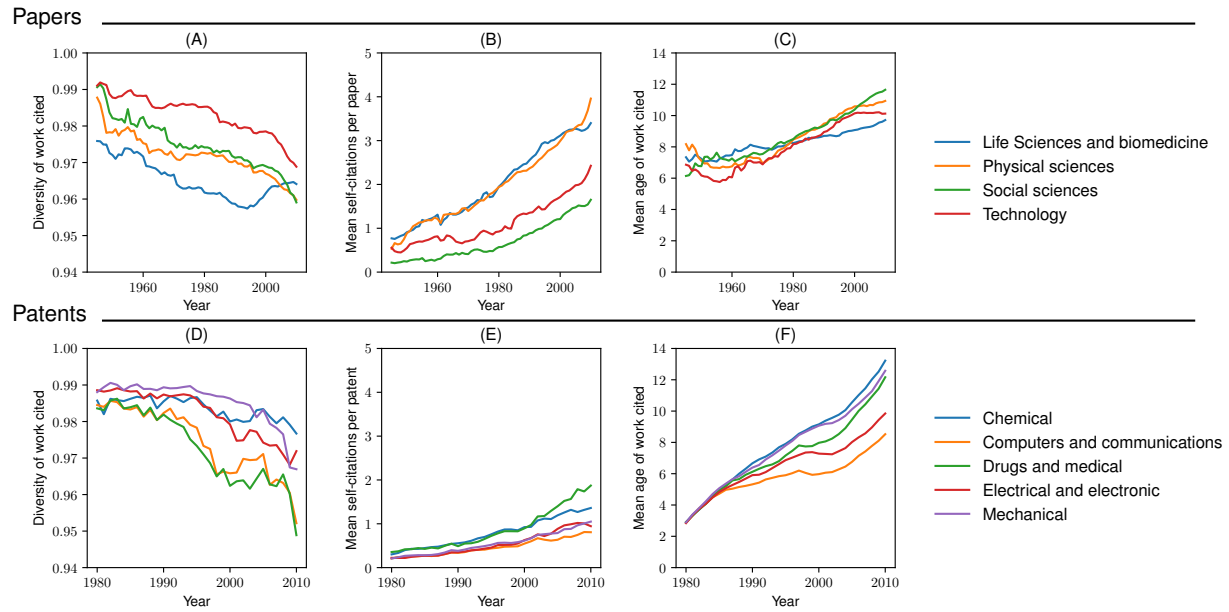 Papers
(A)
Diversity of work cited
1.00
0.99
0.98
0.97
0.96
0.95
0.94
1960
1980
2000
Year
(B)
Mean self-citations per paper
5
4
3
2
1
0
1960
1980
2000
Year
(C)
Mean age of work cited
14
12
10
8
6
4
2
0
1960
1980
2000
Year
Life Sciences and biomedicine
Physical sciences
Social sciences
Technology
Patents
(D)
Diversity of work cited
1.00
0.99
0.98
0.97
0.96
0.95
0.94
1980
1990
2000
2010
Year
(E)
Mean self-citations per patent
5
4
3
2
1
0
1980
1990
2000
2010
Year
(F)
Mean age of work cited
14
12
10
8
6
4
2
0
1980
1990
2000
2010
Year
Chemical
Computers and communications
Drugs and medical
Electrical and electronic
Mechanical